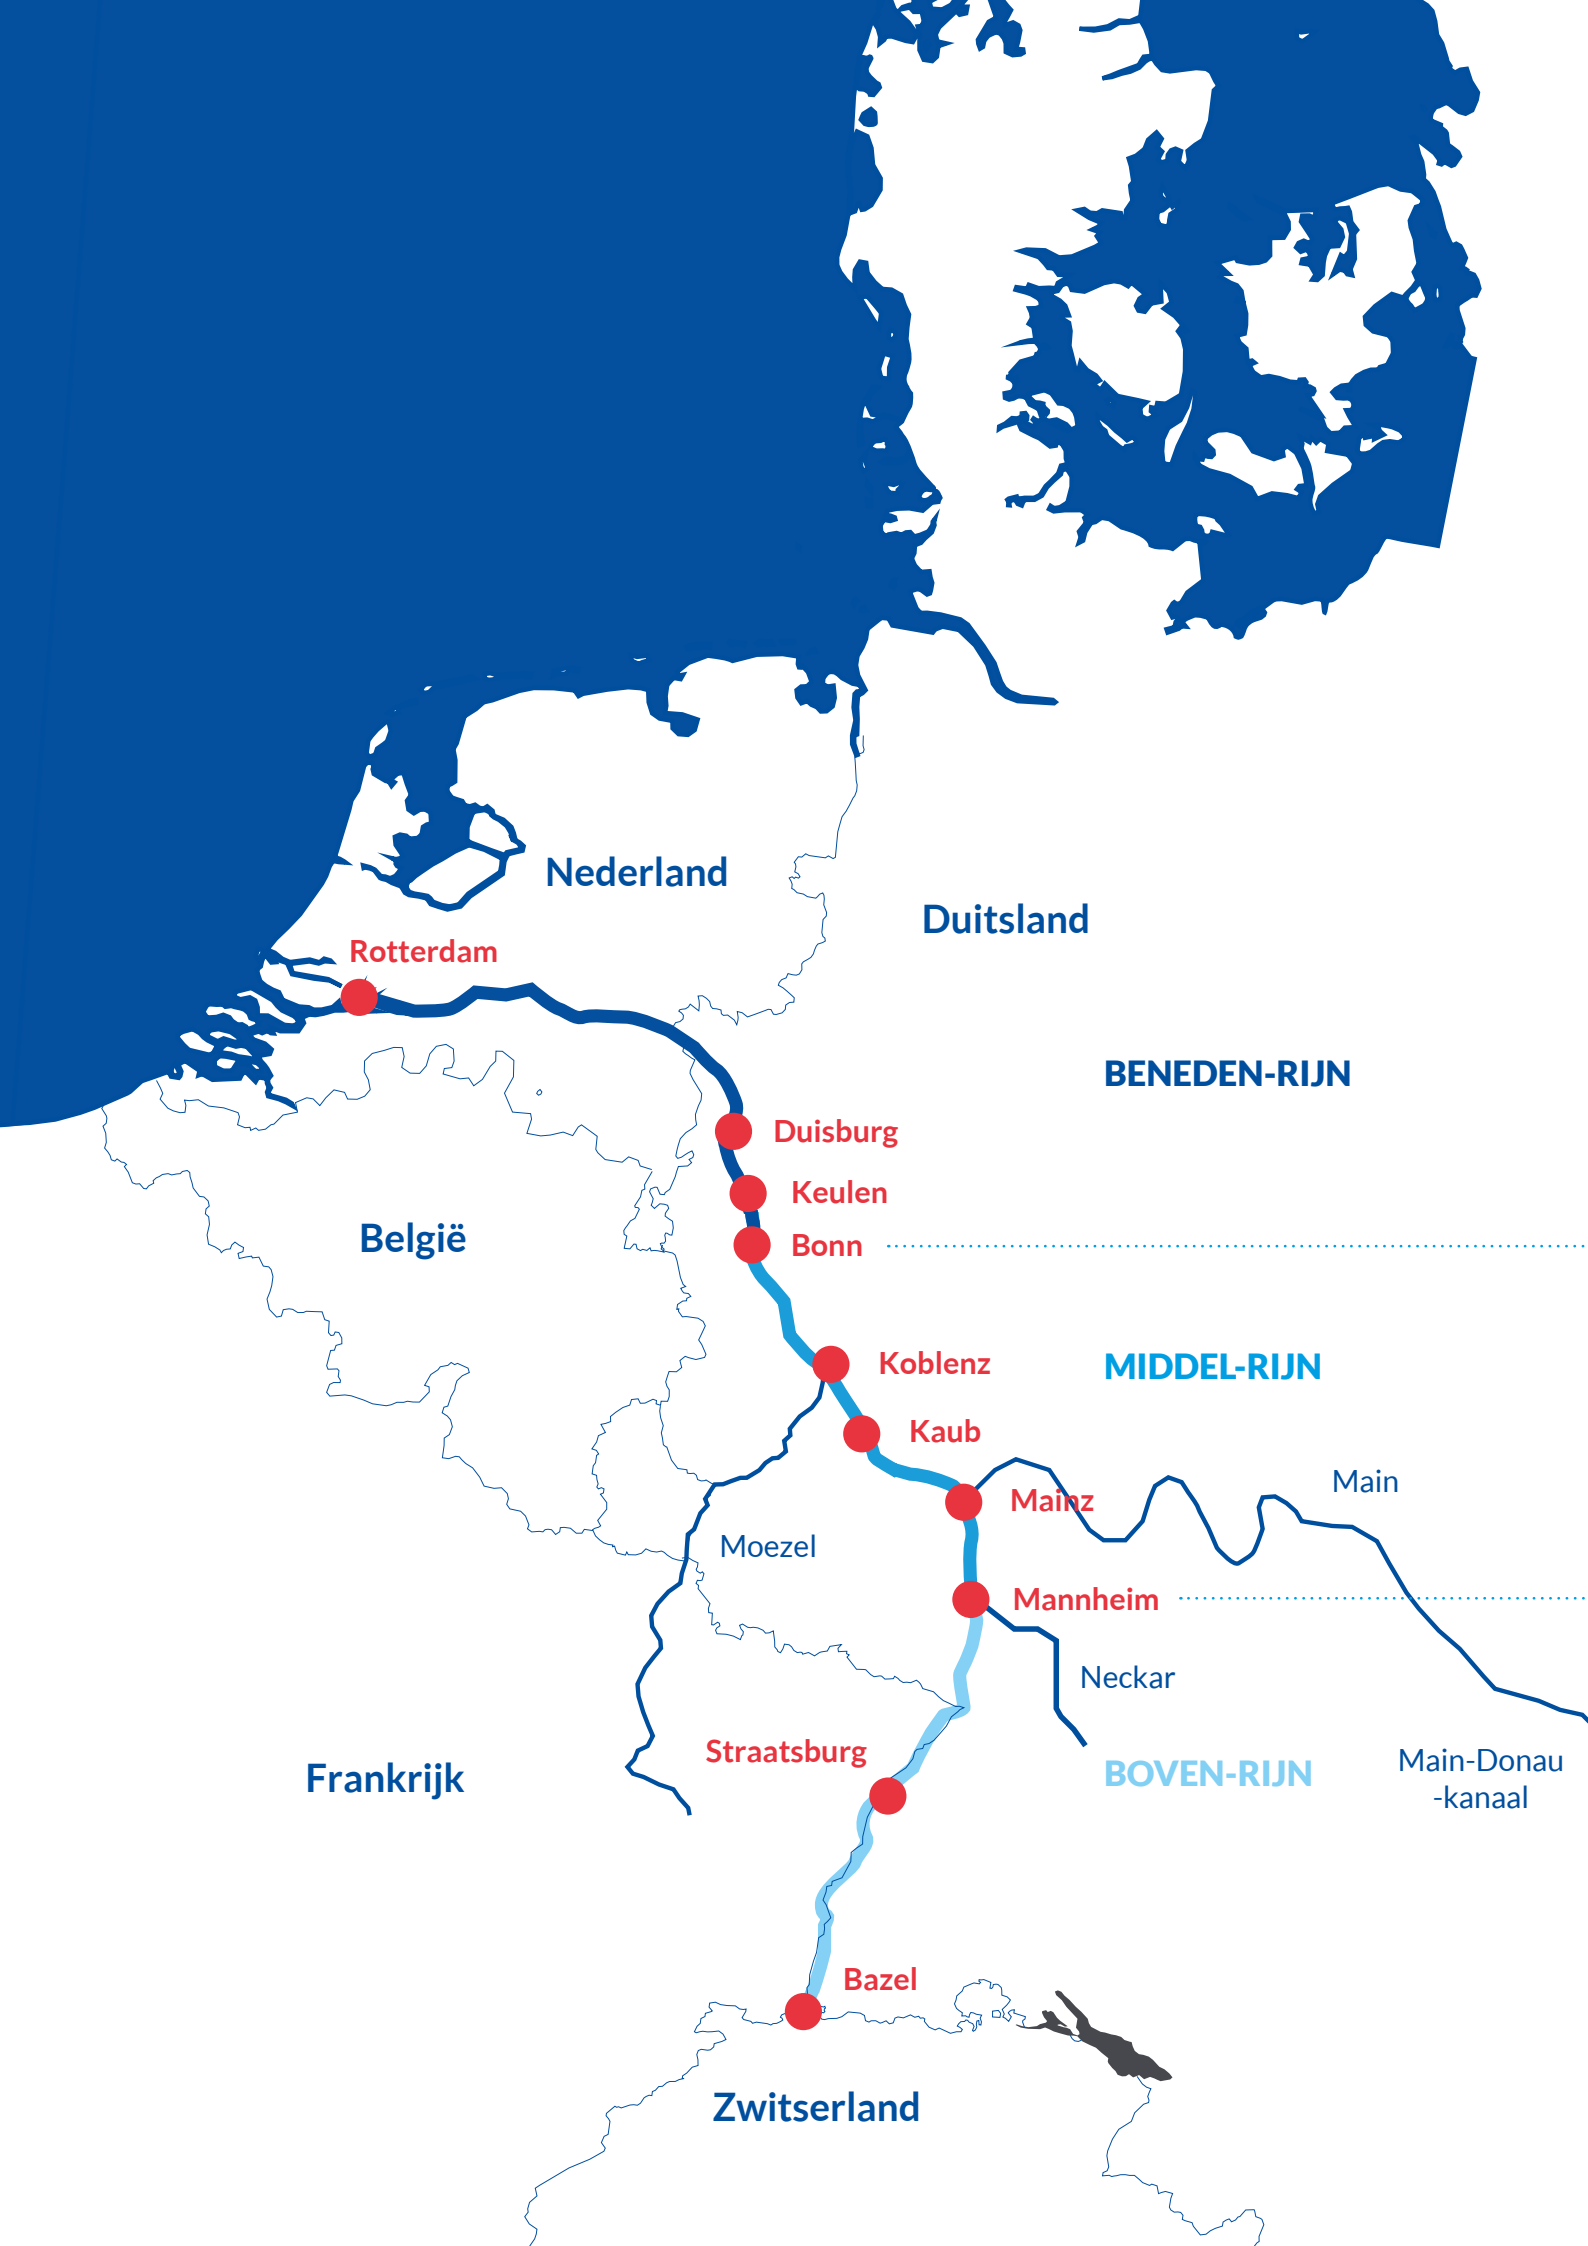 Nederland
Duitsland
Rotterdam
BENEDEN-RIJN
Duisburg
Keulen
België
Bonn
Koblenz
MIDDEL-RIJN
Kaub
Main
Mainz
Moezel
Mannheim
Neckar
Straatsburg
Frankrijk
BOVEN-RIJN
Main-Donau
-kanaal
Bazel
Zwitserland